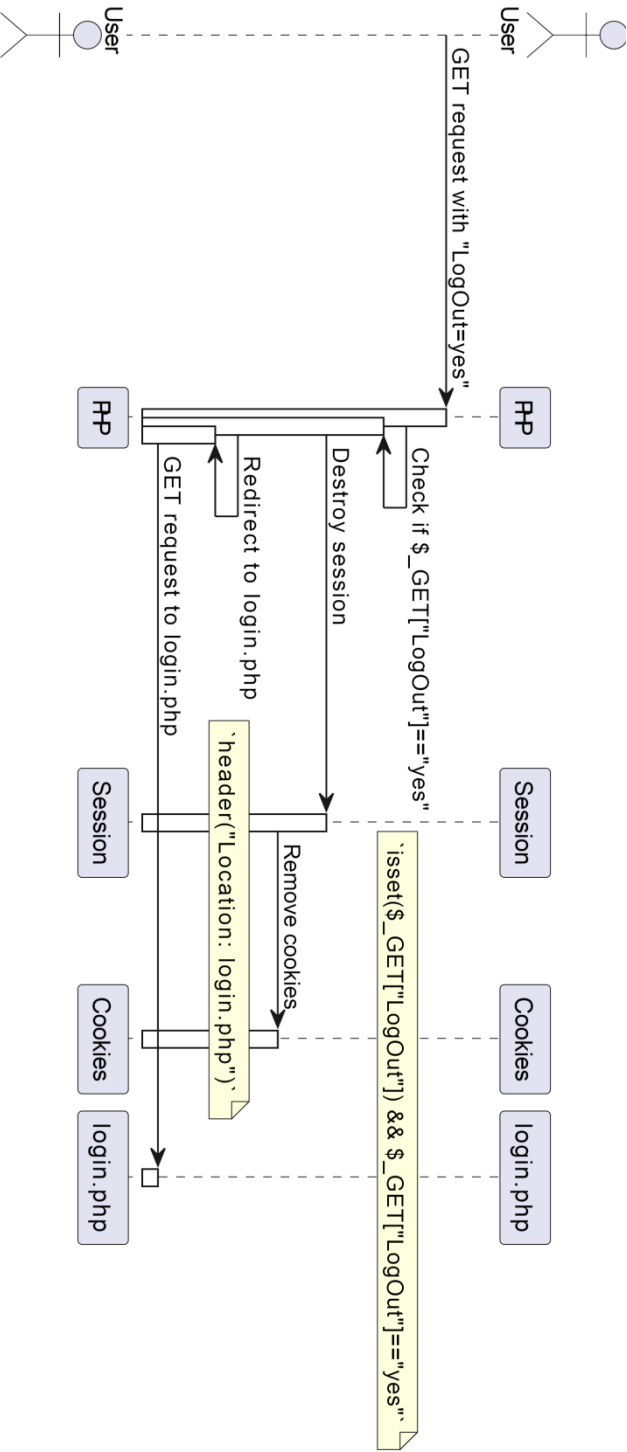 User
PHP
Session
Cookies
login.php
GET request with "LogOut=yes"
Check if $_GET["LogOut"]=="yes"
`isset($_GET["LogOut"]) && $_GET["LogOut"]=="yes"`
Destroy session
Remove cookies
Redirect to login.php
`header("Location: login.php")`
GET request to login.php
User
PHP
Session
Cookies
login.php